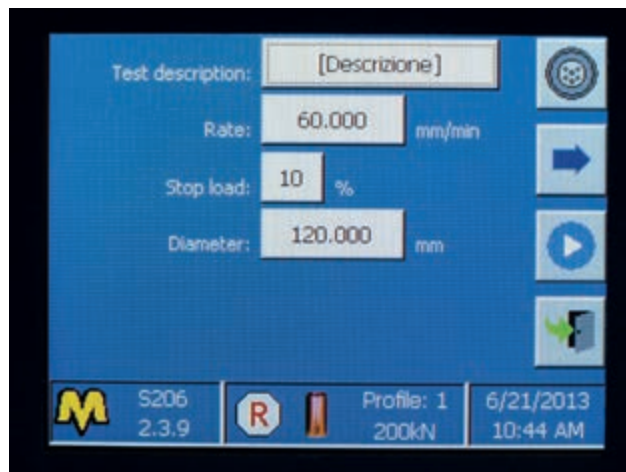 Test description: [Descrizione]
Rate: 60.000 mm/min
Stop load: 10 %
Diameter: 120.000 mm
S206 R Profile: 1 6/21/2013
2.3.9 200kN 10:44 AM